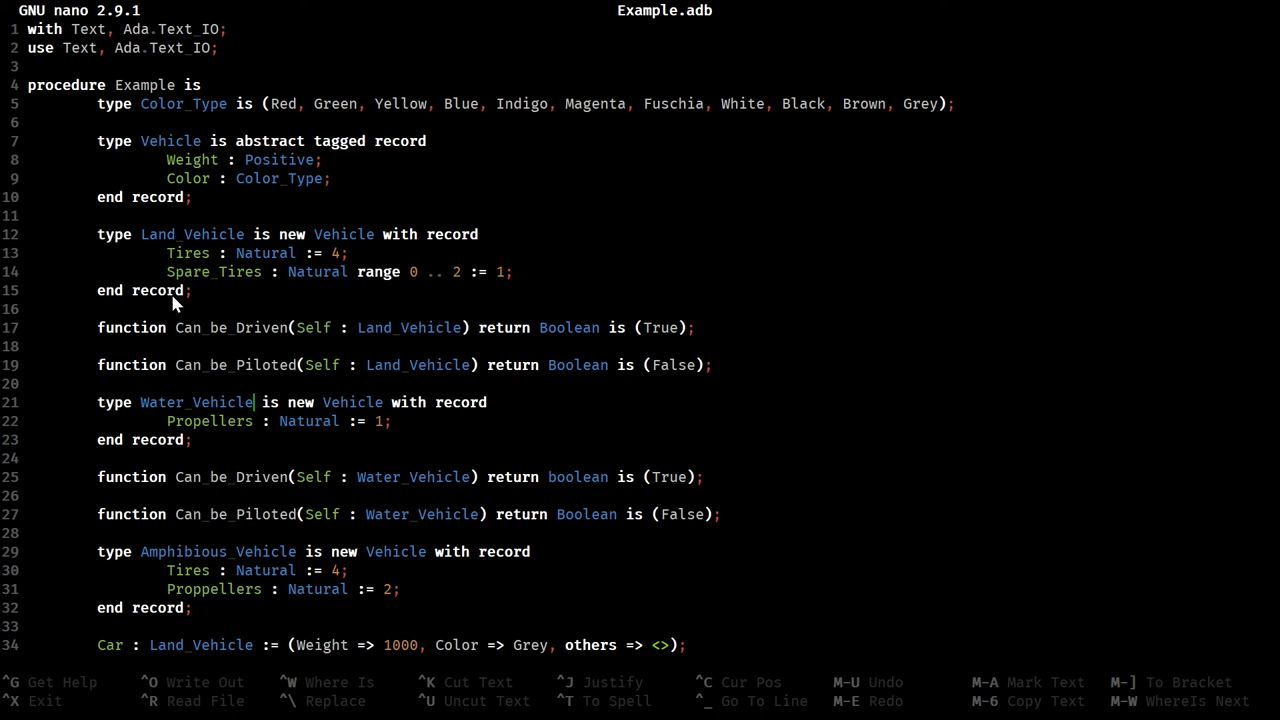 GNU nano 2.9.1 Example.adb
1 with Text, Ada.Text_IO;
2 use Text, Ada.Text_IO;
3
4 procedure Example is
5 type Color_Type is (Red, Green, Yellow, Blue, Indigo, Magenta, Fuschia, White, Black, Brown, Grey);
6
7 type Vehicle is abstract tagged record
8 Weight : Positive;
9 Color : Color_Type;
10 end record;
11
12 type Land_Vehicle is new Vehicle with record
13 Tires : Natural := 4;
14 Spare_Tires : Natural range 0 .. 2 := 1;
15 end record;
16
17 function Can_be_Driven(Self : Land_Vehicle) return Boolean is (True);
18
19 function Can_be_Piloted(Self : Land_Vehicle) return Boolean is (False);
20
21 type Water_Vehicle is new Vehicle with record
22 Propellers : Natural := 1;
23 end record;
24
25 function Can_be_Driven(Self : Water_Vehicle) return boolean is (True);
26
27 function Can_be_Piloted(Self : Water_Vehicle) return Boolean is (False);
28
29 type Amphibious_Vehicle is new Vehicle with record
30 Tires : Natural := 4;
31 Proppellers : Natural := 2;
32 end record;
33
34 Car : Land_Vehicle := (Weight => 1000, Color => Grey, others => <>);
^G Get Help ^O Write Out ^W Where Is ^K Cut Text ^J Justify ^C Cur Pos M-U Undo M-A Mark Text M-] To Bracket
^X Exit ^R Read File ^\ Replace ^U Uncut Text ^T To Spell ^_ Go To Line M-E Redo M-6 Copy Text M-W WhereIs Next